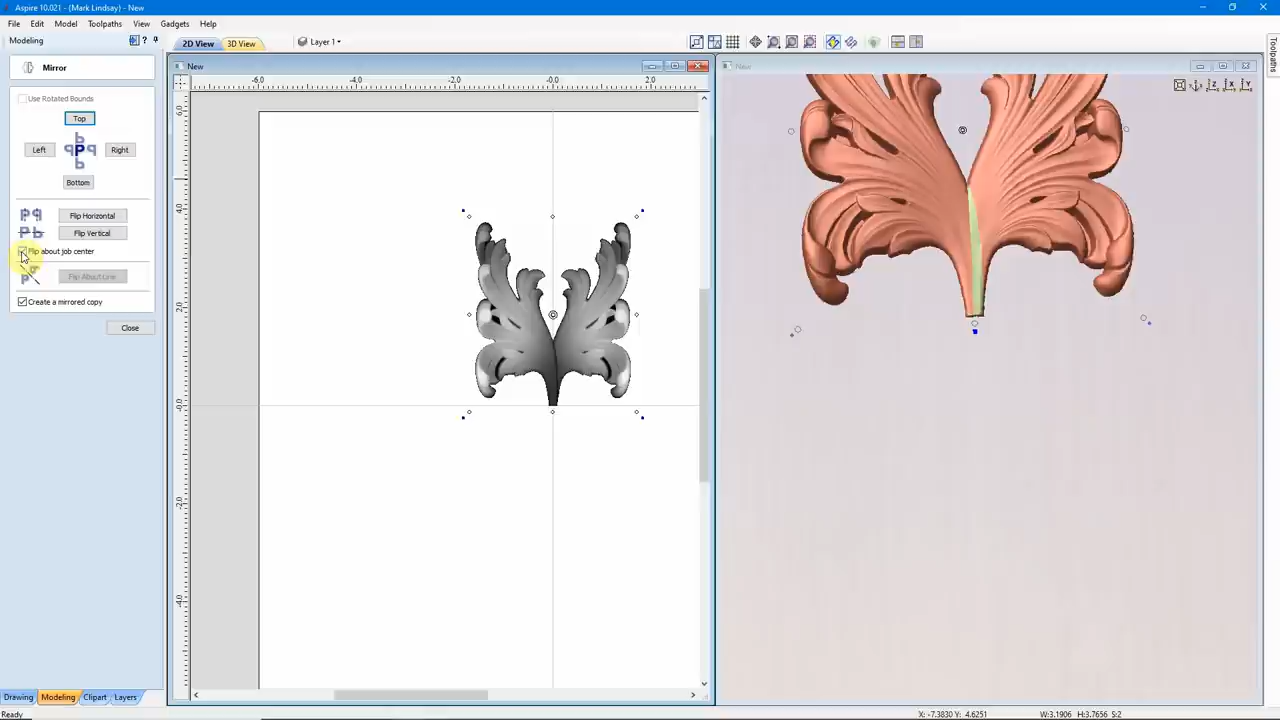 Aspire 10.021 - (Mark Lindsay) - New
File Edit Model Toolpaths View Gadgets Help
Modeling
2D View 3D View Layer 1
Mirror
New
New
-6.0 -4.0 -2.0 -0.0 2.0
6.0
4.0
2.0
-0.0
-2.0
-4.0
Use Rotated Bounds
Top
Left Right
Bottom
Flip Horizontal
Flip Vertical
Flip about job center
Flip About Line
Create a mirrored copy
Close
Toolpaths
Drawing Modeling Clipart Layers
Ready
X: -7.3830 Y: 4.6251 W:3.1906 H:3.7656 S:2